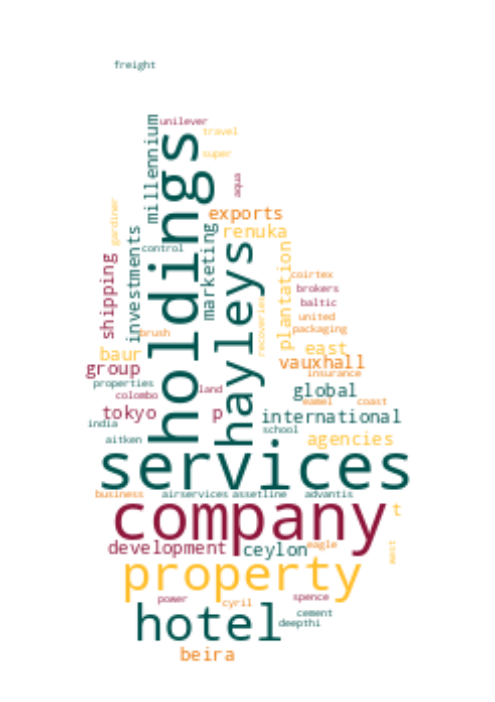 freight
unilever
travel
millennium
holdings
super
aqua
gardiner
exports
renuka
investments
control
marketing
hayleys
plantation
shipping
coirtex
brokers
baltic
united
packaging
recoveries
brush
baur
east
vauxhall
group
insurance
properties
land
global
colombo
eamel
coast
tokyo
p
international
india
school
aitken
agencies
services
business
airservices
assetline
advantis
company
t
development
ceylon
eagle
property
power
cyril
spence
cement
hotel
deepthi
beira